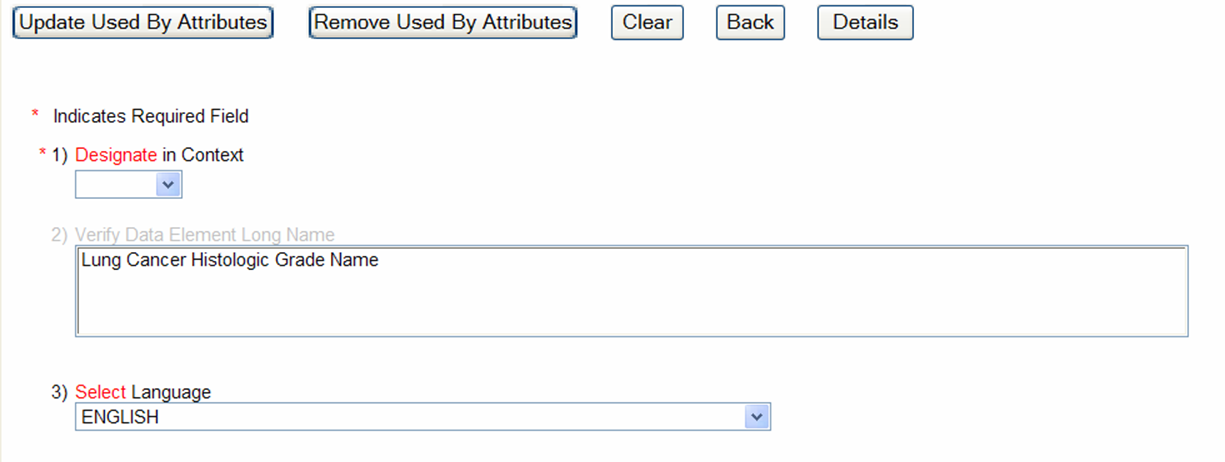 Update Used By Attributes Remove Used By Attributes Clear Back Details
* Indicates Required Field
* 1) Designate in Context
2) Verify Data Element Long Name
Lung Cancer Histologic Grade Name
3) Select Language
ENGLISH